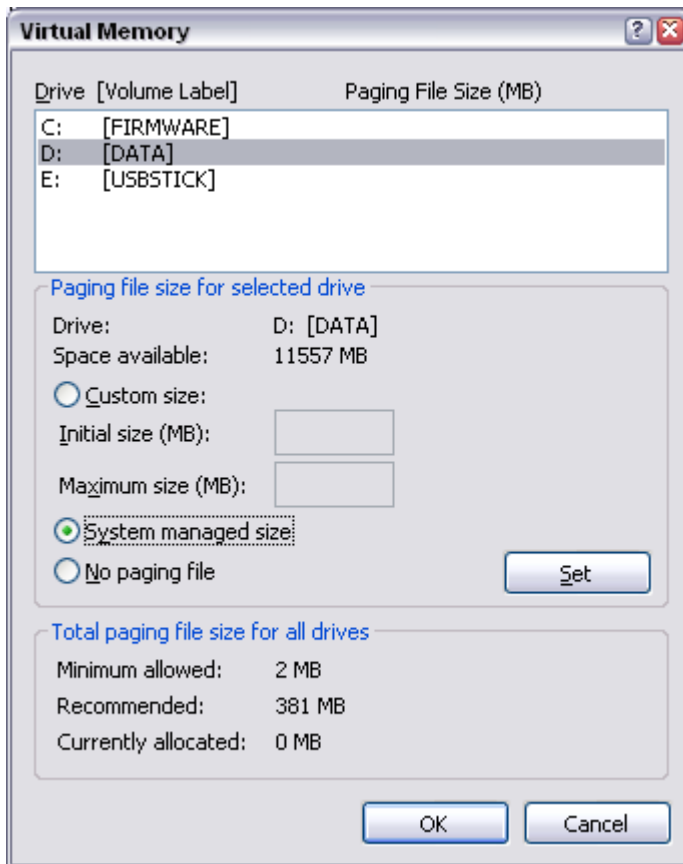 Virtual Memory
Drive [Volume Label] Paging File Size (MB)
C: [FIRMWARE]
D: [DATA]
E: [USBSTICK]
Paging file size for selected drive
Drive: D: [DATA]
Space available: 11557 MB
Custom size:
Initial size (MB):
Maximum size (MB):
System managed size
No paging file
Set
Total paging file size for all drives
Minimum allowed: 2 MB
Recommended: 381 MB
Currently allocated: 0 MB
OK Cancel